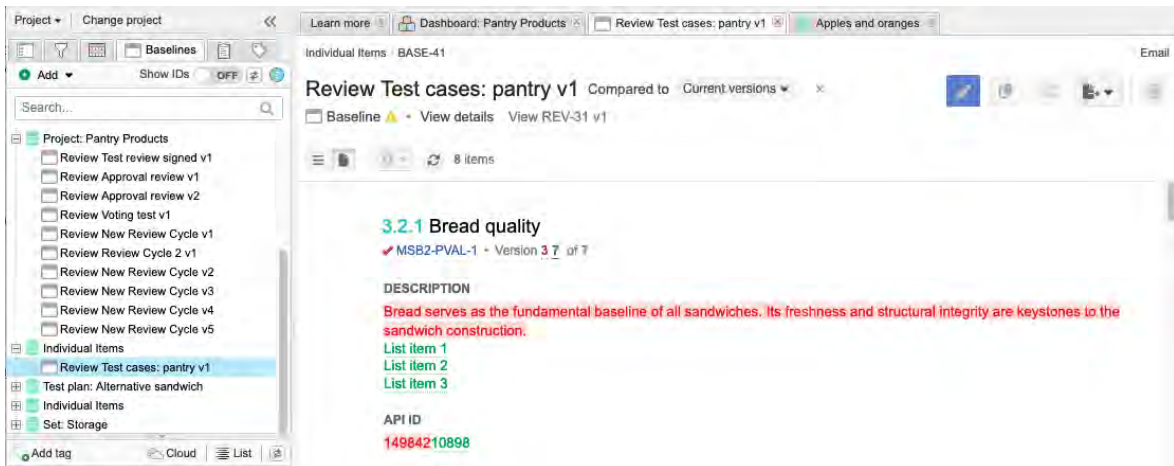 Project Change project
Learn more
Dashboard: Pantry Products
Review Test cases: pantry v1
Apples and oranges
Baselines
Add Show IDs OFF
Search...
Project: Pantry Products
Review Test review signed v1
Review Approval review v1
Review Approval review v2
Review Voting test v1
Review New Review Cycle v1
Review Review Cycle 2 v1
Review New Review Cycle v2
Review New Review Cycle v3
Review New Review Cycle v4
Review New Review Cycle v5
Individual Items
Review Test cases: pantry v1
Test plan: Alternative sandwich
Individual Items
Set: Storage
Add tag Cloud List
Individual Items BASE-41
Email
Review Test cases: pantry v1 Compared to Current versions
Baseline • View details View REV-31 v1
8 items
3.2.1 Bread quality
MSB2-PVAL-1 • Version 3 7 of 7
DESCRIPTION
Bread serves as the fundamental baseline of all sandwiches. Its freshness and structural integrity are keystones to the
sandwich construction.
List item 1
List item 2
List item 3
API ID
14984210898